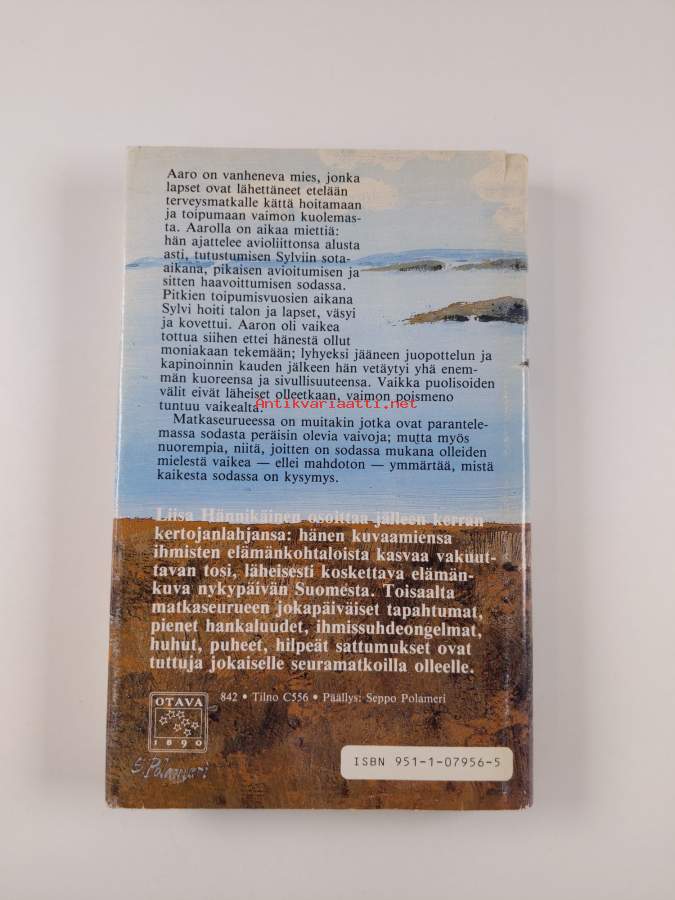 Aaro on vanheneva mies, jonka
lapset ovat lähettäneet etelään
terveysmatkalle kättä hoitamaan
ja toipumaan vaimon kuolemas-
ta. Aarolla on aikaa miettiä:
hän ajattelee avioliittonsa alusta
asti, tutustumisen Sylviin sota-
aikana, pikaisen avioitumisen ja
sitten haavoittumisen sodassa.
Pitkien toipumisvuosien aikana
Sylvi hoiti talon ja lapset, väsyi
ja kovettui. Aaron oli vaikea
tottua siihen ettei hänestä ollut
moniakaan tekemään; lyhyeksi jääneen juopottelun ja
kapinoinnin kauden jälkeen hän vetäytyi yhä enem-
män kuoreensa ja sivullisuuteensa. Vaikka puolisoiden
välit eivät läheiset olleetkaan, vaimon poismeno
tuntuu vaikealta.
Antikvariaatti.net
Matkaseurueessa on muitakin jotka ovat parantele-
massa sodasta peräisin olevia vaivoja; mutta myös
nuorempia, niitä, joitten on sodassa mukana olleiden
mielestä vaikea — ellei mahdoton — ymmärtää, mistä
kaikesta sodassa on kysymys.
Liisa Hännikäinen osoittaa jälleen kerran
kertojanlahjansa: hänen kuvaamiensa
ihmisten elämänkohtaloista kasvaa vakuut-
tavan tosi, läheisesti koskettava elämän-
kuva nykypäivän Suomesta. Toisaalta
matkaseurueen jokapäiväiset tapahtumat,
pienet hankaluudet, ihmissuhdeongelmat,
huhut, puheet, hilpeät sattumukset ovat
tuttuja jokaiselle seuramatkoilla olleelle.
842 • Tilno C556 • Päällys: Seppo Polameri
OTAVA
1890
S. Polameri
ISBN 951-1-07956-5